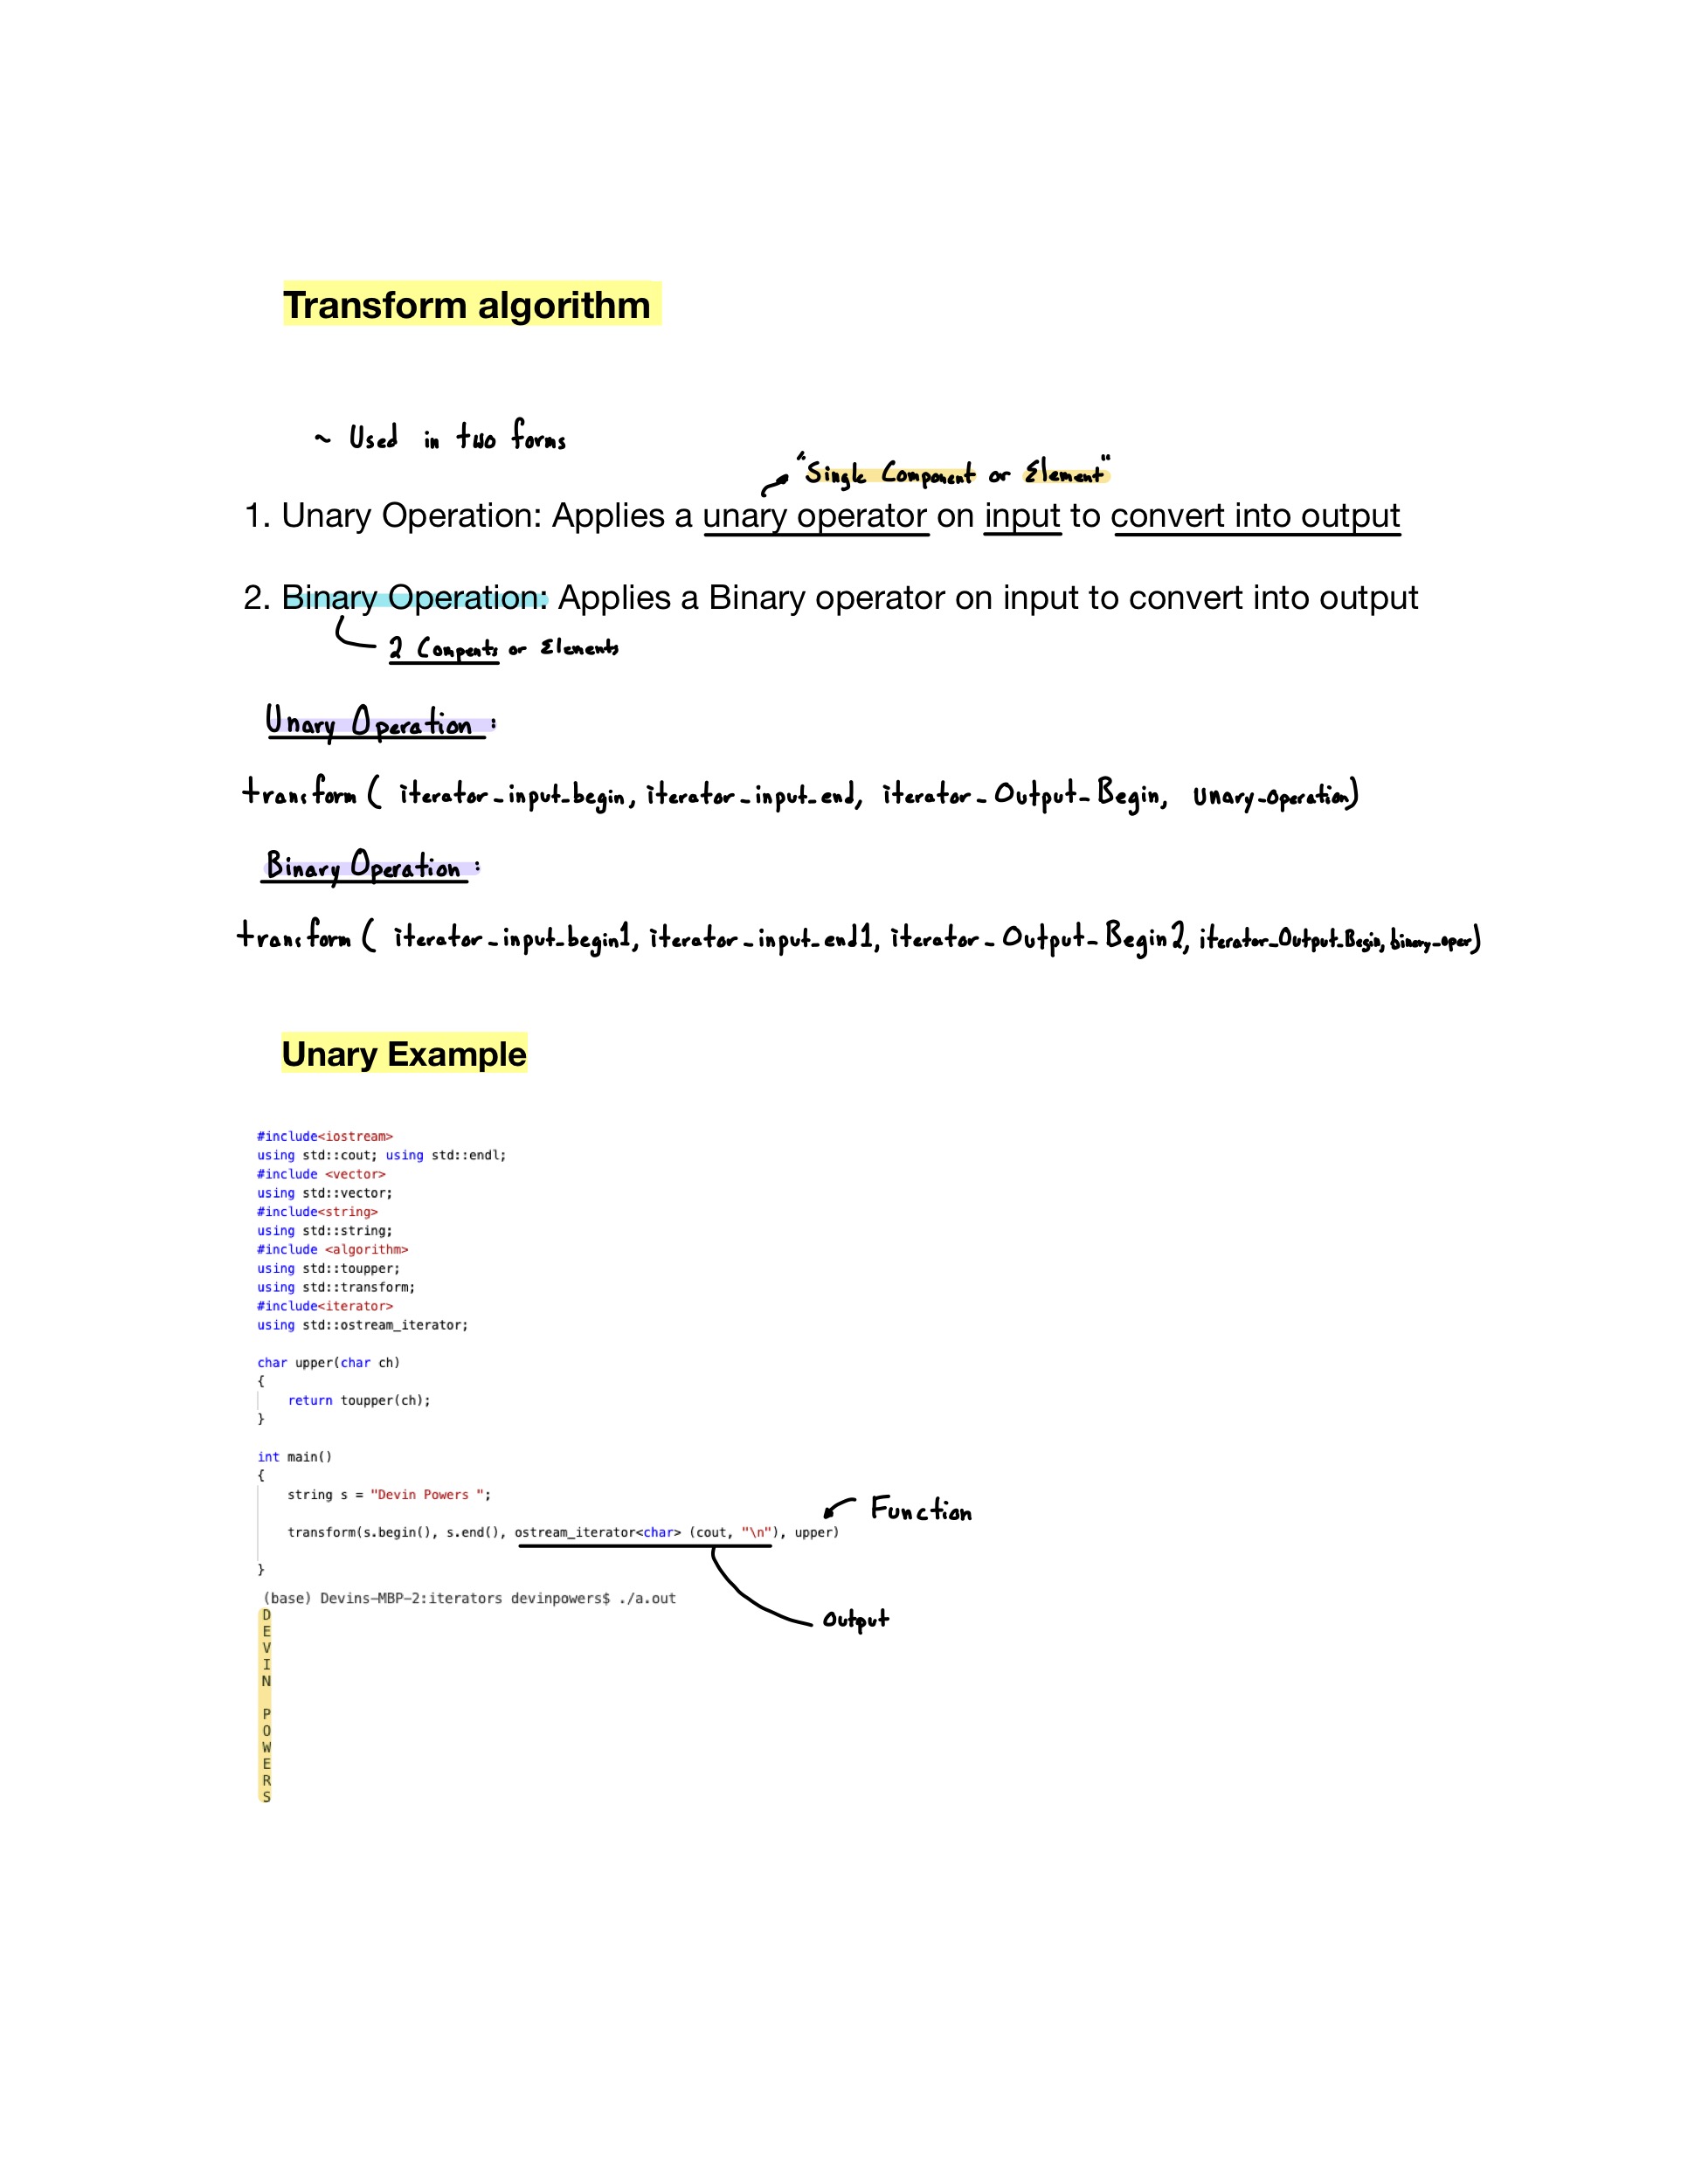 Transform algorithm
~ Used in two forms
"Single Component or Element"
1. Unary Operation: Applies a unary operator on input to convert into output
2. Binary Operation: Applies a Binary operator on input to convert into output
2 Compents or Elements
Unary Operation :
transform ( iterator_input_begin, iterator_input_end, iterator_Output_Begin, Unary_operation)
Binary Operation :
transform ( iterator_input_begin1, iterator_input_end1, iterator_Output_Begin2, iterator_Output_Begin, binary_oper)
Unary Example
#include<iostream>
using std::cout; using std::endl;
#include <vector>
using std::vector;
#include<string>
using std::string;
#include <algorithm>
using std::toupper;
using std::transform;
#include<iterator>
using std::ostream_iterator;
char upper(char ch)
{
    return toupper(ch);
}
int main()
{
    string s = "Devin Powers ";
Function
    transform(s.begin(), s.end(), ostream_iterator<char> (cout, "\n"), upper)
}
(base) Devins-MBP-2:iterators devinpowers$ ./a.out
Output
D
E
V
I
N
P
O
W
E
R
S